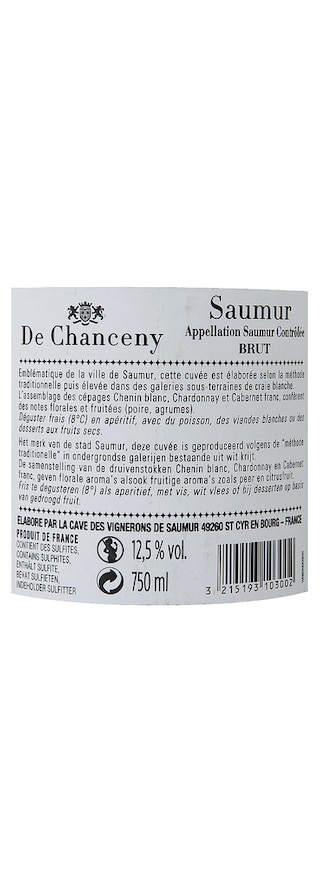 De Chanceny
Saumur
Appellation Saumur Contrôlée
BRUT
Emblématique de la ville de Saumur, cette cuvée est élaborée selon la méthode
traditionnelle puis élevée dans des galeries sous-terraines de craie blanche.
L'assemblage des cépages Chenin blanc, Chardonnay et Cabernet franc, confèrent
des notes florales et fruitées (poire, agrumes).
Déguster frais (8°C) en apéritif, avec du poisson, des viandes blanches ou des
desserts aux fruits secs.
Het merk van de stad Saumur, deze cuvée is geproduceerd volgens de "méthode
traditionelle" in ondergrondse galerijen bestaande uit wit krijt.
De samenstelling van de druivenstokken Chenin blanc, Chardonnay en Cabernet
franc, geven florale aroma's alsook fruitige aroma's zoals peer en citrusfruit.
Fris te degusteren (8°) als aperitief, met vis, wit vlees of bij desserten op basis
van gedroogd fruit.
ELABORE PAR LA CAVE DES VIGNERONS DE SAUMUR 49260 ST CYR EN BOURG – FRANCE
PRODUIT DE FRANCE
CONTIENT DES SULFITES,
CONTAINS SULPHITES,
ENTHÄLT SULFITE,
BEVAT SULFIETEN,
INDEHOLDER SULFITTER
12,5 % vol.
750 ml
3 215193 103002